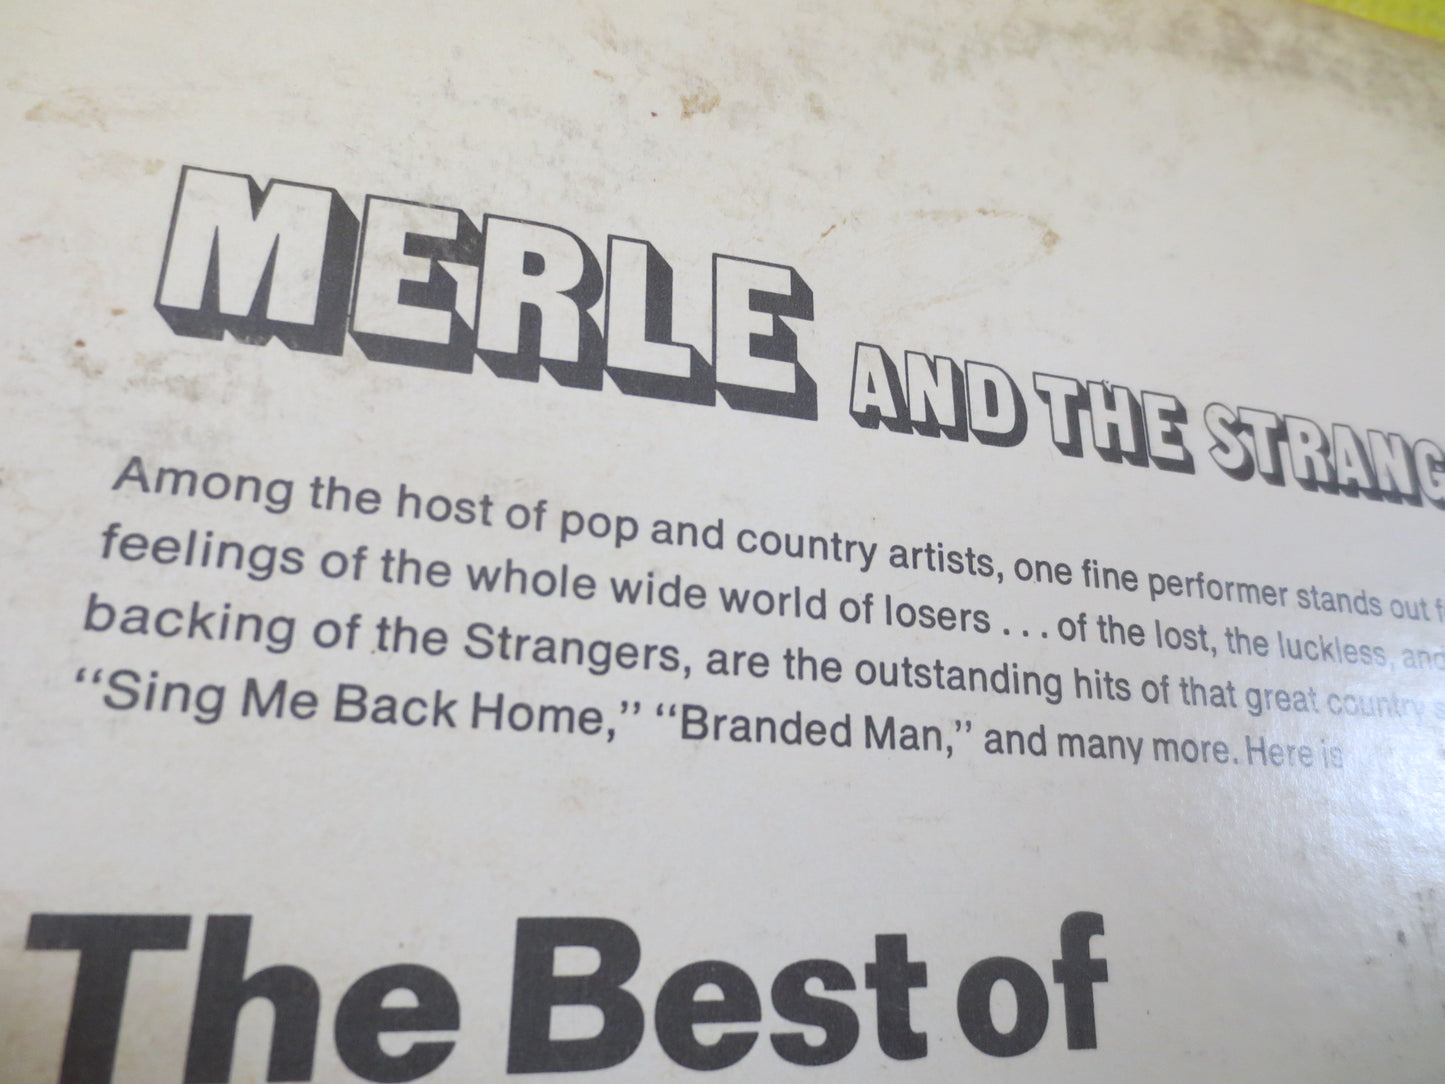 MERLE AND THE STRANG
Among the host of pop and country artists, one fine performer stands out f
feelings of the whole wide world of losers . . . of the lost, the luckless, and
backing of the Strangers, are the outstanding hits of that great country s
“Sing Me Back Home,” “Branded Man,” and many more. Here is
The Best of